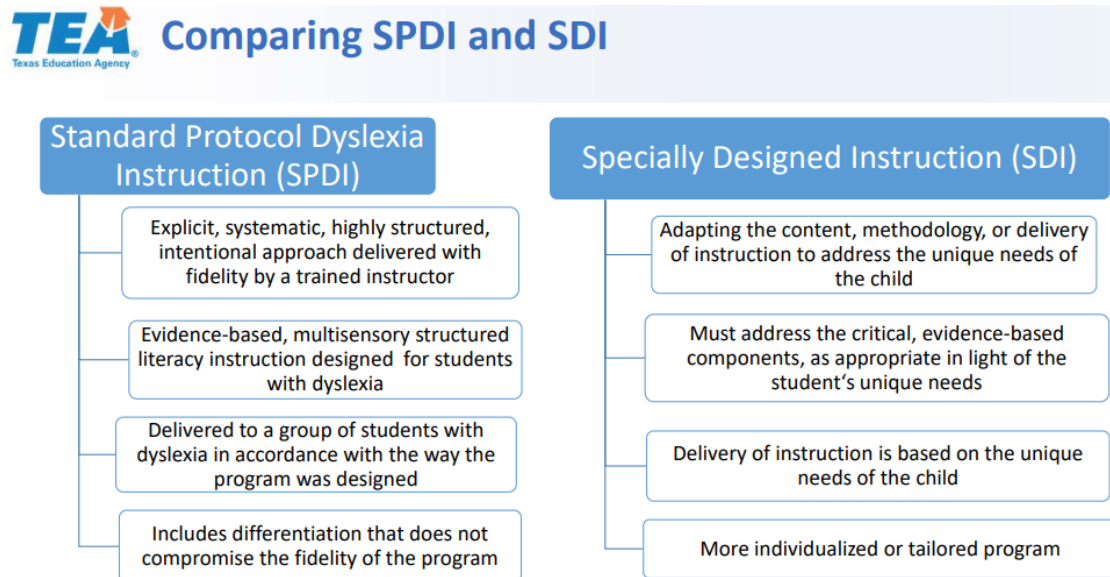 TEA
Texas Education Agency
Comparing SPDI and SDI
Standard Protocol Dyslexia
Instruction (SPDI)
Explicit, systematic, highly structured,
intentional approach delivered with
fidelity by a trained instructor
Evidence-based, multisensory structured
literacy instruction designed for students
with dyslexia
Delivered to a group of students with
dyslexia in accordance with the way the
program was designed
Includes differentiation that does not
compromise the fidelity of the program
Specially Designed Instruction (SDI)
Adapting the content, methodology, or delivery
of instruction to address the unique needs of
the child
Must address the critical, evidence-based
components, as appropriate in light of the
student‘s unique needs
Delivery of instruction is based on the unique
needs of the child
More individualized or tailored program